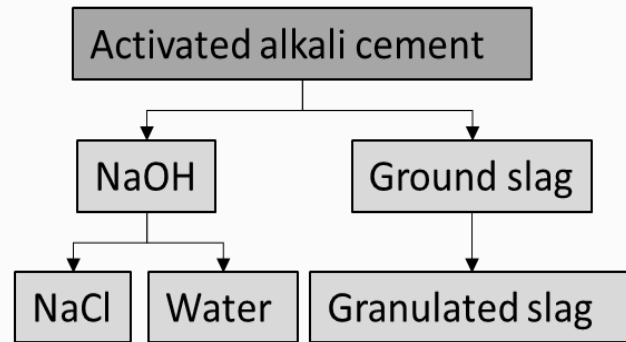 Activated alkali cement
NaOH
Ground slag
NaCl
Water
Granulated slag